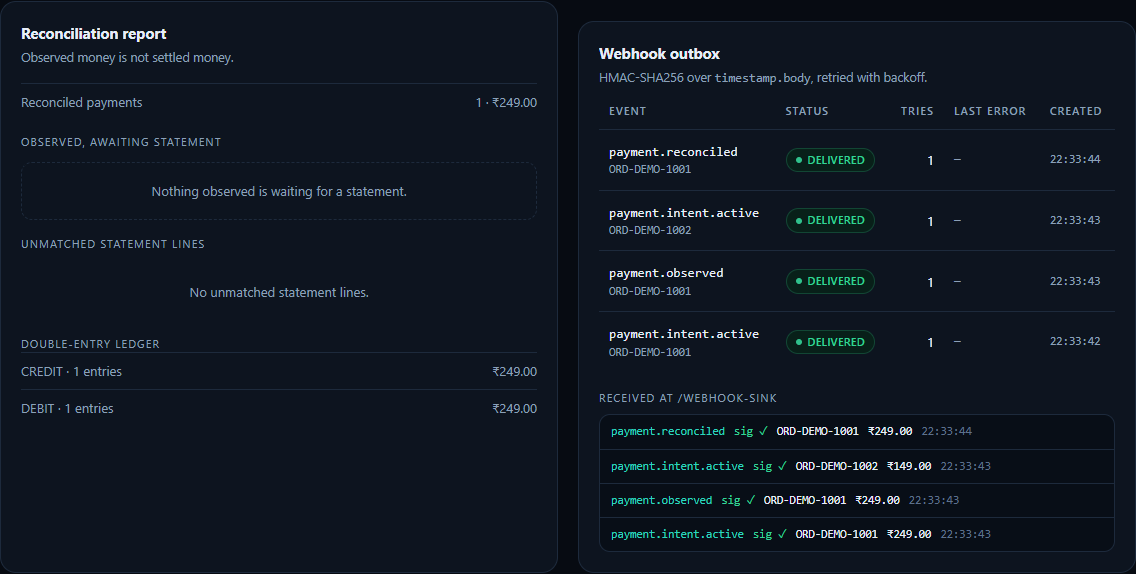 Reconciliation report
Observed money is not settled money.
Reconciled payments 1 · ₹249.00
OBSERVED, AWAITING STATEMENT
Nothing observed is waiting for a statement.
UNMATCHED STATEMENT LINES
No unmatched statement lines.
DOUBLE-ENTRY LEDGER
CREDIT · 1 entries ₹249.00
DEBIT · 1 entries ₹249.00
Webhook outbox
HMAC-SHA256 over timestamp.body, retried with backoff.
EVENT STATUS TRIES LAST ERROR CREATED
payment.reconciled DELIVERED 1 — 22:33:44
ORD-DEMO-1001
payment.intent.active DELIVERED 1 — 22:33:43
ORD-DEMO-1002
payment.observed DELIVERED 1 — 22:33:43
ORD-DEMO-1001
payment.intent.active DELIVERED 1 — 22:33:42
ORD-DEMO-1001
RECEIVED AT /WEBHOOK-SINK
payment.reconciled sig ✓ ORD-DEMO-1001 ₹249.00 22:33:44
payment.intent.active sig ✓ ORD-DEMO-1002 ₹149.00 22:33:43
payment.observed sig ✓ ORD-DEMO-1001 ₹249.00 22:33:43
payment.intent.active sig ✓ ORD-DEMO-1001 ₹249.00 22:33:43